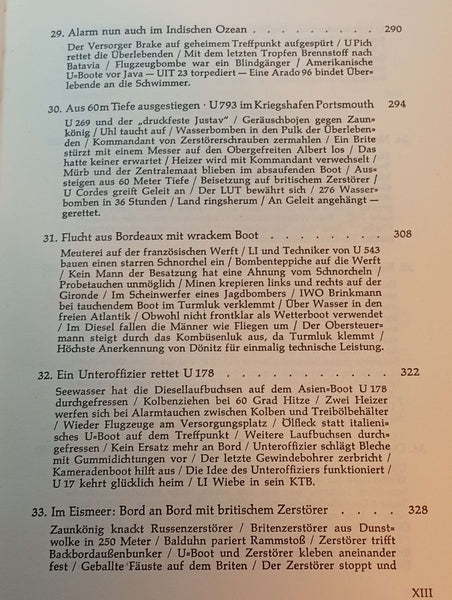 29. Alarm nun auch im Indischen Ozean . . . . . . . . . 290
Der Versorger Brake auf geheimem Treffpunkt aufgespürt / U Pich
rettet die Überlebenden / Mit dem letzten Tropfen Brennstoff nach
Batavia / Flugzeugbombe war ein Blindgänger / Amerikanische
U=Boote vor Java — UIT 23 torpediert — Eine Arado 96 bindet Über=
lebende an die Schwimmer.
30. Aus 60m Tiefe ausgestiegen · U 793 im Kriegshafen Portsmouth 294
U 269 und der „druckfeste Justav" / Geräuschbojen gegen Zaun=
könig / Uhl taucht auf / Wasserbomben in den Pulk der Überleben=
den / Kommandant von Zerstörerschrauben zermahlen / Ein Brite
stürzt mit einem Messer auf den Obergefreiten Albert los / Das
hatte keiner erwartet / Heizer wird mit Kommandant verwechselt /
Mürb und der Zentralemaat blieben im absaufenden Boot / Aus=
steigen aus 60 Meter Tiefe / Beisetzung auf britischem Zerstörer /
U Cordes greift Geleit an / Der LUT bewährt sich / 276 Wasser=
bomben in 36 Stunden / Land ringsherum / An Geleit angehängt —
gerettet.
31. Flucht aus Bordeaux mit wrackem Boot . . . . . . . . 308
Meuterei auf der französischen Werft / LI und Techniker von U 543
bauen einen starren Schnorchel ein / Bombenteppiche auf die Werft
/ Kein Mann der Besatzung hat eine Ahnung vom Schnorcheln /
Probetauchen unmöglich / Minen krepieren links und rechts auf der
Gironde / Im Scheinwerfer eines Jagdbombers / IWO Brinkmann
bei tauchendem Boot im Turmluk verklemmt / Über Wasser in den
freien Atlantik / Obwohl nicht frontklar als Wetterboot verwendet
/ Im Diesel fallen die Männer wie Fliegen um / Der Obersteuer=
mann steigt durch das Kombüsenluk aus, da Turmluk klemmt /
Höchste Anerkennung von Dönitz für einmalig technische Leistung.
32. Ein Unteroffizier rettet U 178 . . . . . . . . . . . 322
Seewasser hat die Diesellaufbuchsen auf dem Asien=Boot U 178
durchgefressen / Kolbenziehen bei 60 Grad Hitze / Zwei Heizer
werfen sich bei Alarmtauchen zwischen Kolben und Treibölbehälter
/ Wieder Flugzeuge am Versorgungsplatz / Ölfleck statt italieni=
sches U=Boot auf dem Treffpunkt / Weitere Laufbuchsen durch=
gefressen / Kein Ersatz mehr an Bord / Unteroffizier schlägt Bleche
mit Gummidichtungen vor / Der letzte Gewindebohrer zerbricht /
Kameradenboot hilft aus / Die Idee des Unteroffiziers funktioniert /
U 17 kehrt glücklich heim / LI Wiebe in sein KTB.
33. Im Eismeer: Bord an Bord mit britischem Zerstörer . . . . 328
Zaunkönig knackt Russenzerstörer / Britenzerstörer aus Dunst=
wolke in 250 Meter / Balduhn pariert Rammstoß / Zerstörer trifft
Backbordaußenbunker / U=Boot und Zerstörer kleben aneinander
fest / Geballte Fäuste auf dem Briten / Der Zerstörer stoppt und
XIII